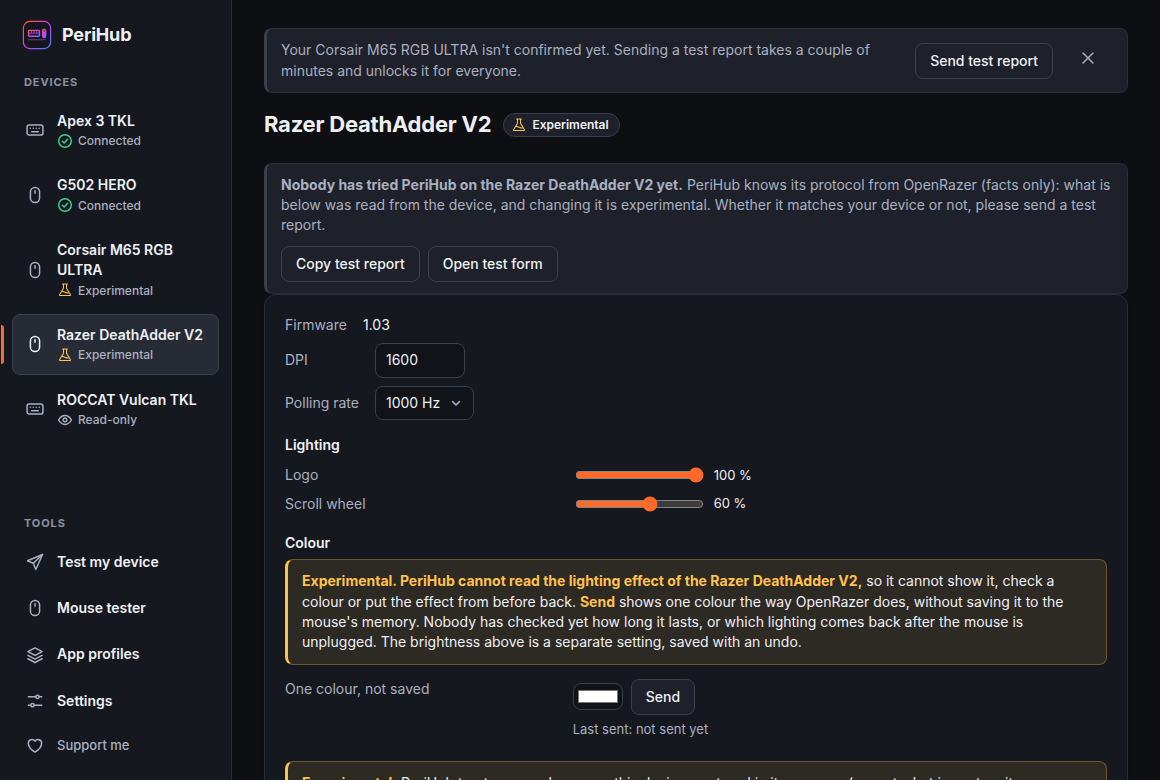 PeriHub
DEVICES
Apex 3 TKL
Connected
G502 HERO
Connected
Corsair M65 RGB
ULTRA
Experimental
Razer DeathAdder V2
Experimental
ROCCAT Vulcan TKL
Read-only
TOOLS
Test my device
Mouse tester
App profiles
Settings
Support me
Your Corsair M65 RGB ULTRA isn't confirmed yet. Sending a test report takes a couple of
minutes and unlocks it for everyone.
Send test report
Razer DeathAdder V2
Experimental
Nobody has tried PeriHub on the Razer DeathAdder V2 yet. PeriHub knows its protocol from OpenRazer (facts only): what is
below was read from the device, and changing it is experimental. Whether it matches your device or not, please send a test
report.
Copy test report
Open test form
Firmware 1.03
DPI 1600
Polling rate 1000 Hz
Lighting
Logo 100 %
Scroll wheel 60 %
Colour
Experimental. PeriHub cannot read the lighting effect of the Razer DeathAdder V2, so it cannot show it, check a
colour or put the effect from before back. Send shows one colour the way OpenRazer does, without saving it to the
mouse's memory. Nobody has checked yet how long it lasts, or which lighting comes back after the mouse is
unplugged. The brightness above is a separate setting, saved with an undo.
One colour, not saved
Send
Last sent: not sent yet